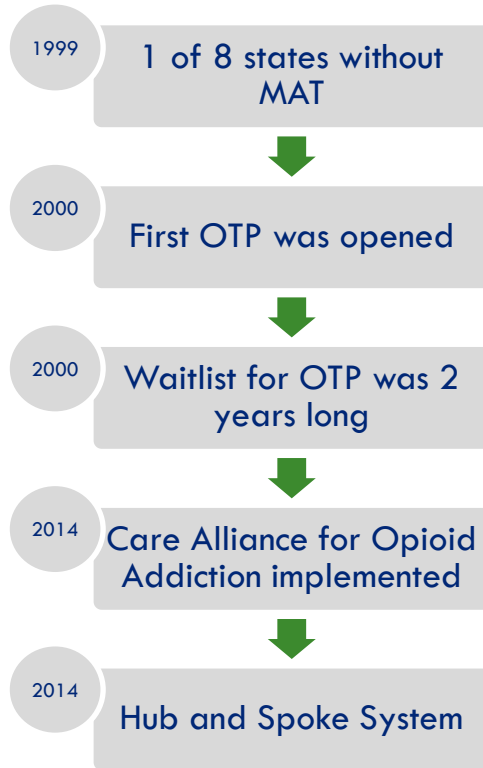 1999
1 of 8 states without
MAT
2000
First OTP was opened
2000
Waitlist for OTP was 2
years long
2014
Care Alliance for Opioid
Addiction implemented
2014
Hub and Spoke System